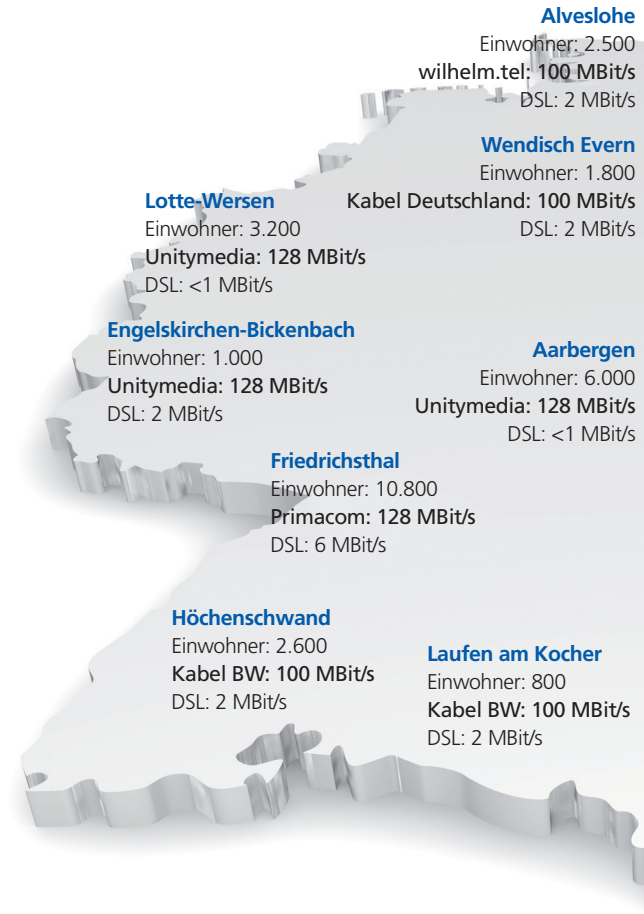 Alveslohe
Einwohner: 2.500
wilhelm.tel: 100 MBit/s
DSL: 2 MBit/s
Wendisch Evern
Einwohner: 1.800
Kabel Deutschland: 100 MBit/s
DSL: 2 MBit/s
Lotte-Wersen
Einwohner: 3.200
Unitymedia: 128 MBit/s
DSL: <1 MBit/s
Engelskirchen-Bickenbach
Einwohner: 1.000
Unitymedia: 128 MBit/s
DSL: 2 MBit/s
Aarbergen
Einwohner: 6.000
Unitymedia: 128 MBit/s
DSL: <1 MBit/s
Friedrichsthal
Einwohner: 10.800
Primacom: 128 MBit/s
DSL: 6 MBit/s
Höchenschwand
Einwohner: 2.600
Kabel BW: 100 MBit/s
DSL: 2 MBit/s
Laufen am Kocher
Einwohner: 800
Kabel BW: 100 MBit/s
DSL: 2 MBit/s